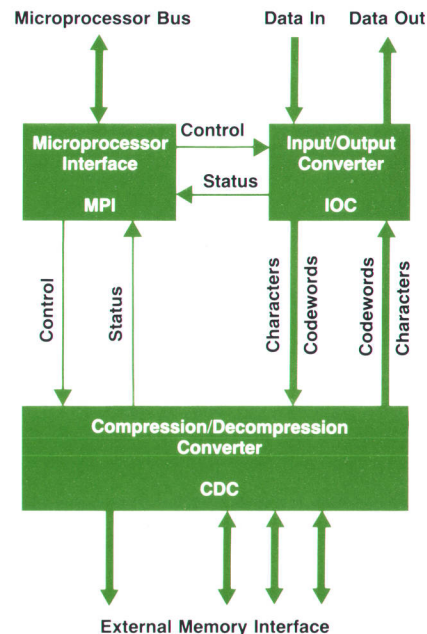 Microprocessor Bus
Data In
Data Out
Microprocessor
Interface
MPI
Control
Status
Input/Output
Converter
IOC
Control
Status
Characters
Codewords
Codewords
Characters
Compression/Decompression
Converter
CDC
External Memory Interface